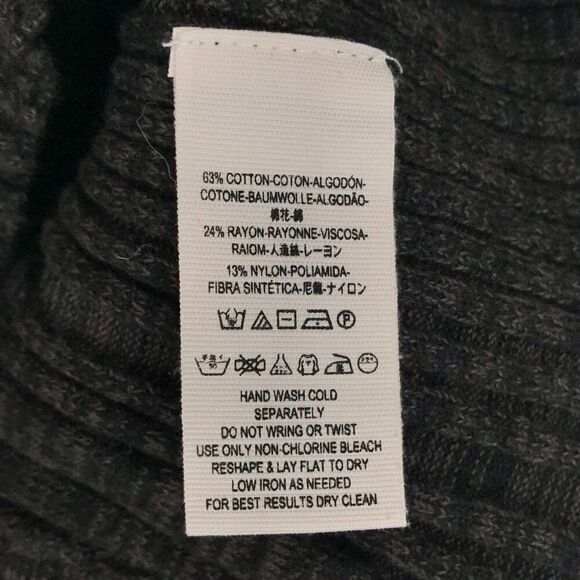 63% COTTON-COTON-ALGODÓN-
COTONE-BAUMWOLLE-ALGODÃO-
棉花-綿
24% RAYON-RAYONNE-VISCOSA-
RAIOM-人造絲-レーヨン
13% NYLON-POLIAMIDA-
FIBRA SINTÉTICA-尼龍-ナイロン
P
手洗イ
HAND WASH COLD
SEPARATELY
DO NOT WRING OR TWIST
USE ONLY NON-CHLORINE BLEACH
RESHAPE & LAY FLAT TO DRY
LOW IRON AS NEEDED
FOR BEST RESULTS DRY CLEAN